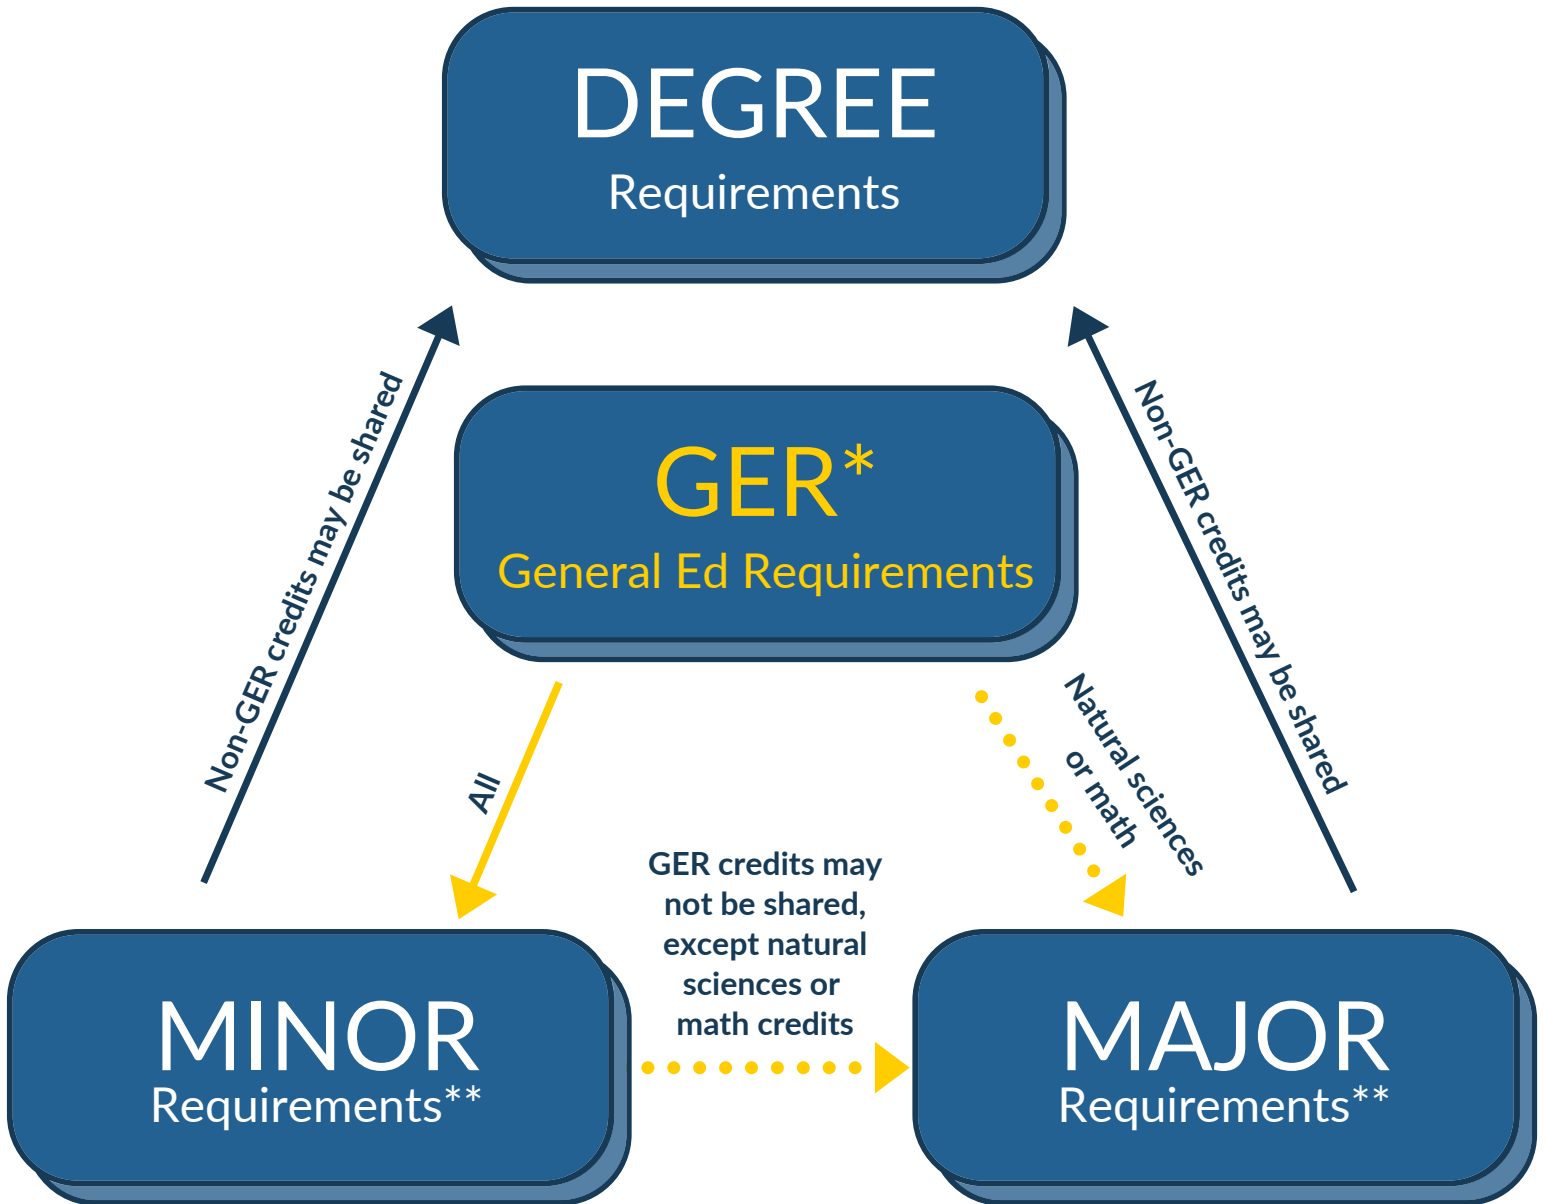 DEGREE
Requirements
Non-GER credits may be shared
Non-GER credits may be shared
GER*
General Ed Requirements
All
Natural sciences
or math
GER credits may
not be shared,
except natural
sciences or
math credits
MINOR
Requirements**
MAJOR
Requirements**